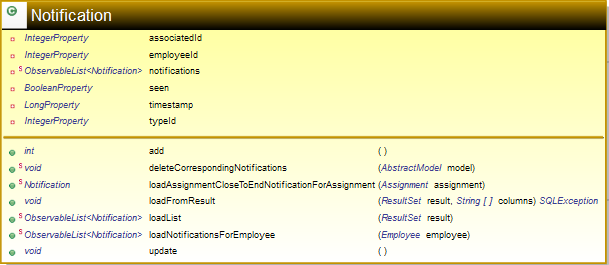 Notification
IntegerProperty associatedId
IntegerProperty employeeId
S ObservableList<Notification> notifications
BooleanProperty seen
LongProperty timestamp
IntegerProperty typeId
int add ( )
S void deleteCorrespondingNotifications (AbstractModel model)
S Notification loadAssignmentCloseToEndNotificationForAssignment (Assignment assignment)
void loadFromResult (ResultSet result, String [ ] columns) SQLException
S ObservableList<Notification> loadList (ResultSet result)
S ObservableList<Notification> loadNotificationsForEmployee (Employee employee)
void update ( )